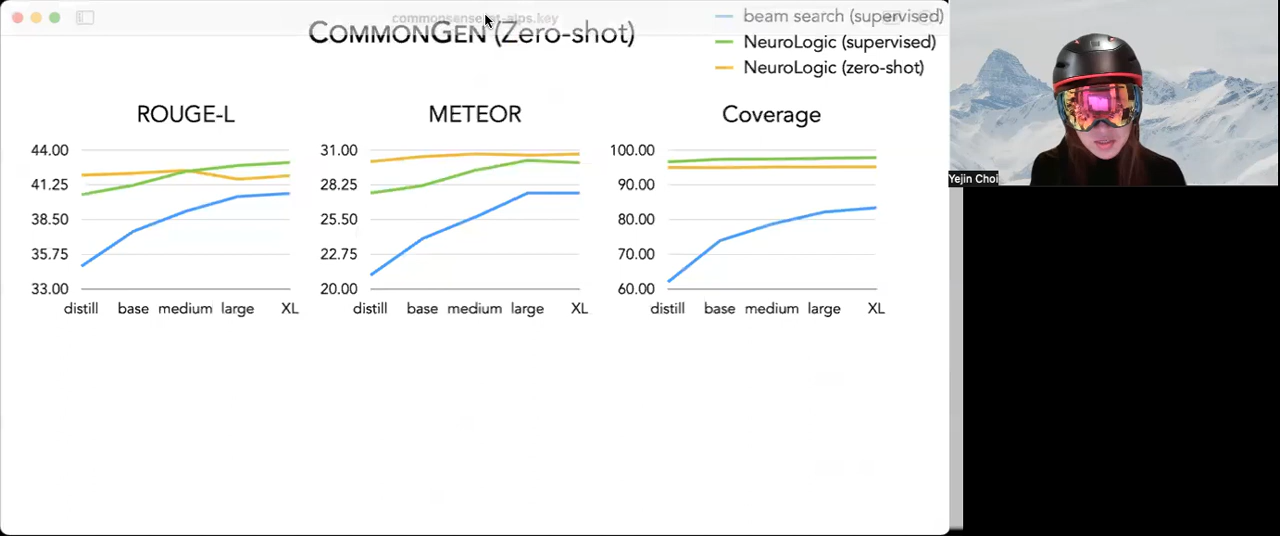 commonsense-at-alps.key
COMMONGEN (Zero-shot)
beam search (supervised)
NeuroLogic (supervised)
NeuroLogic (zero-shot)
ROUGE-L
44.00
41.25
38.50
35.75
33.00
distill base medium large XL
METEOR
31.00
28.25
25.50
22.75
20.00
distill base medium large XL
Coverage
100.00
90.00
80.00
70.00
60.00
distill base medium large XL
Yejin Choi